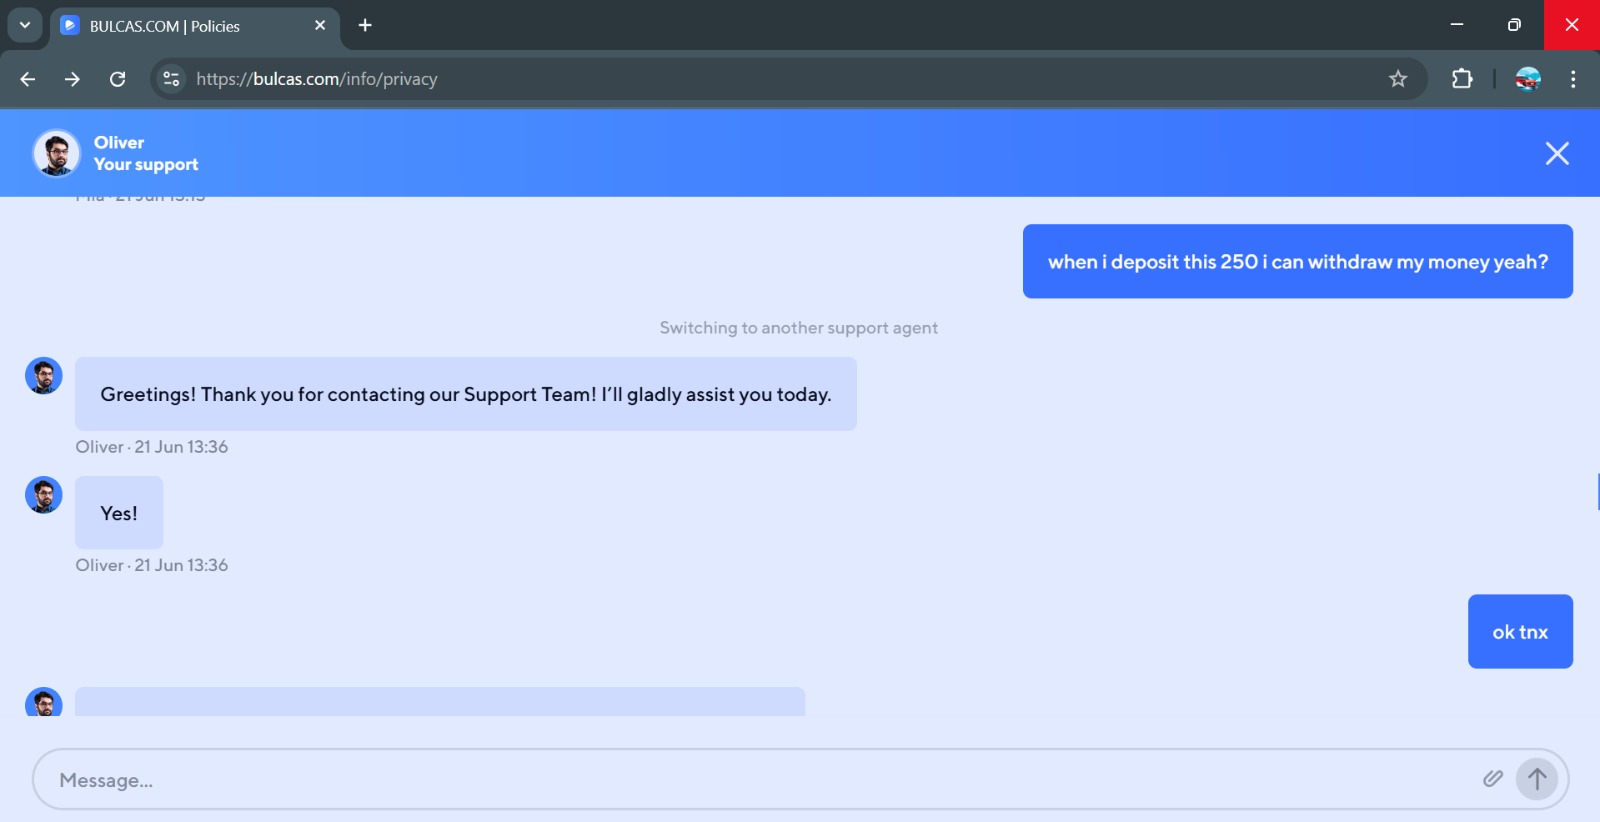 BULCAS.COM | Policies
https://bulcas.com/info/privacy
Oliver
Your support
when i deposit this 250 i can withdraw my money yeah?
Switching to another support agent
Greetings! Thank you for contacting our Support Team! I’ll gladly assist you today.
Oliver · 21 Jun 13:36
Yes!
Oliver · 21 Jun 13:36
ok tnx
Message...